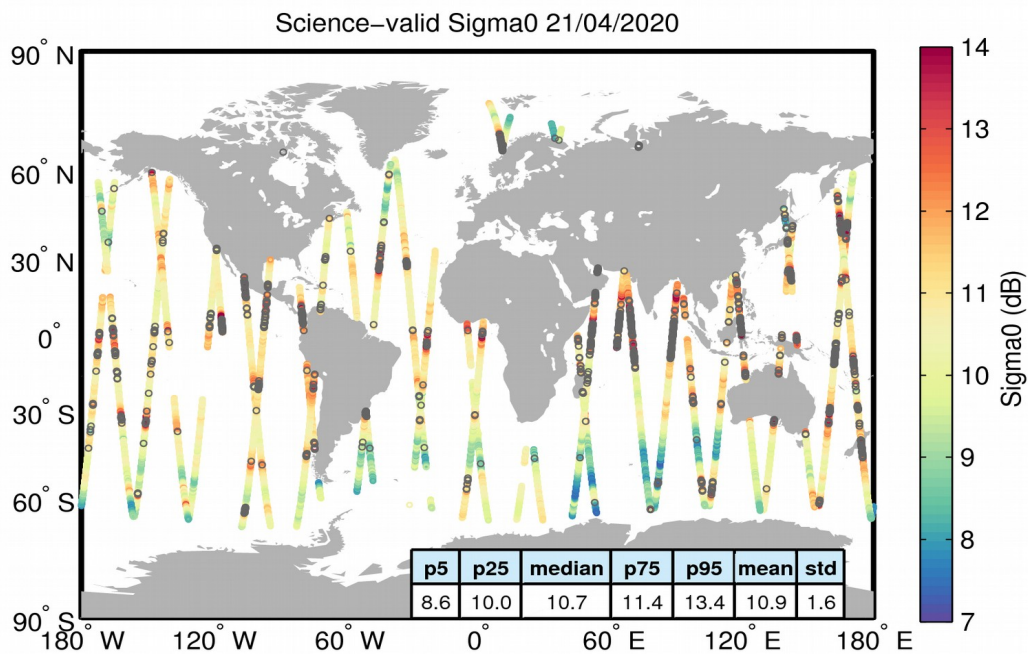 Science-valid Sigma0 21/04/2020
90° N
60° N
30° N
0°
30° S
60° S
90° S
180° W
120° W
60° W
0°
60° E
120° E
180° E
14
13
12
11
10
9
8
7
Sigma0 (dB)
p5 p25 median p75 p95 mean std
8.6 10.0 10.7 11.4 13.4 10.9 1.6